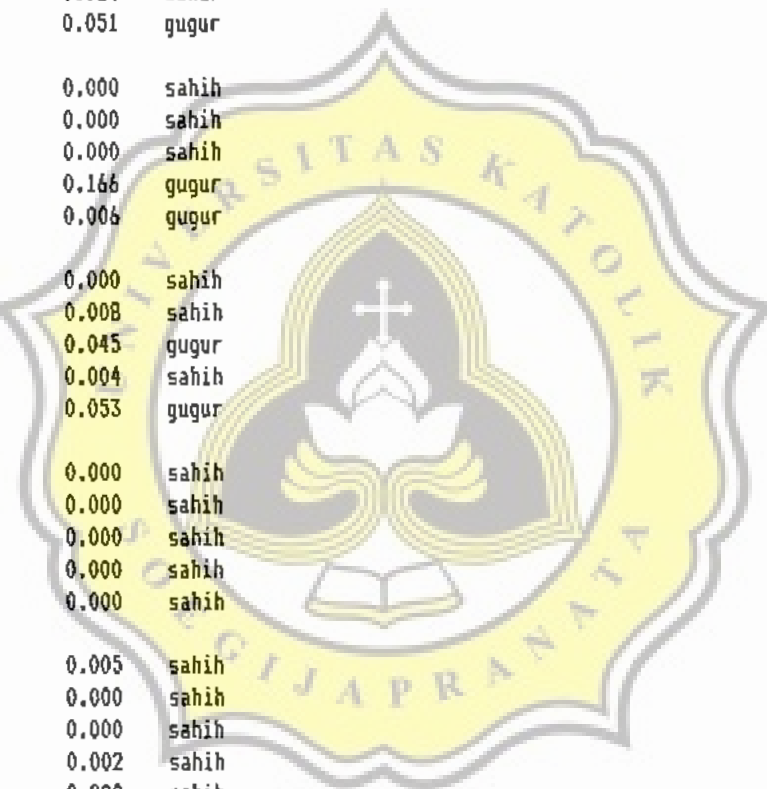 0.051 gugur
0.000 sahih
0.000 sahih
0.000 sahih
0.166 gugur
0.006 gugur
0.000 sahih
0.008 sahih
0.045 gugur
0.004 sahih
0.053 gugur
0.000 sahih
0.000 sahih
0.000 sahih
0.000 sahih
0.000 sahih
0.005 sahih
0.000 sahih
0.000 sahih
0.002 sahih
UNIVERSITAS KATOLIK
SOEGIJAPRANATA